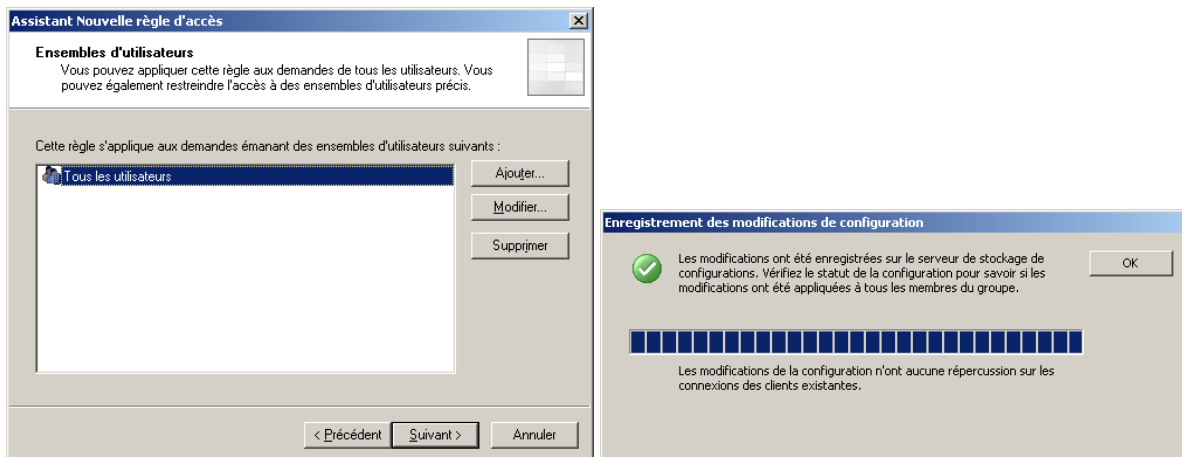 Assistant Nouvelle règle d'accès
Ensembles d'utilisateurs
Vous pouvez appliquer cette règle aux demandes de tous les utilisateurs. Vous
pouvez également restreindre l'accès à des ensembles d'utilisateurs précis.
Cette règle s'applique aux demandes émanant des ensembles d'utilisateurs suivants :
Tous les utilisateurs
Ajouter...
Modifier...
Supprimer
< Précédent
Suivant >
Annuler
Enregistrement des modifications de configuration
Les modifications ont été enregistrées sur le serveur de stockage de
configurations. Vérifiez le statut de la configuration pour savoir si les
modifications ont été appliquées à tous les membres du groupe.
OK
Les modifications de la configuration n'ont aucune répercussion sur les
connexions des clients existantes.